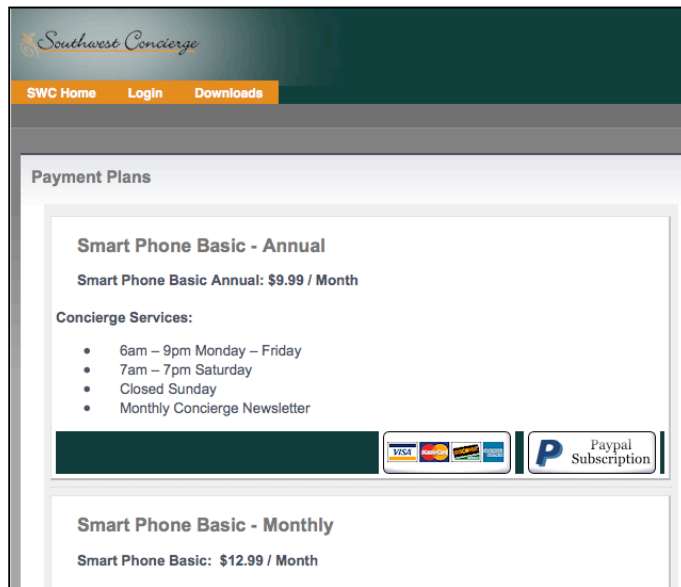 Southwest Concierge
SWC Home Login Downloads
Payment Plans
Smart Phone Basic - Annual
Smart Phone Basic Annual: $9.99 / Month
Concierge Services:
• 6am – 9pm Monday – Friday
• 7am – 7pm Saturday
• Closed Sunday
• Monthly Concierge Newsletter
VISA MasterCard DISCOVER
Paypal
Subscription
Smart Phone Basic - Monthly
Smart Phone Basic: $12.99 / Month